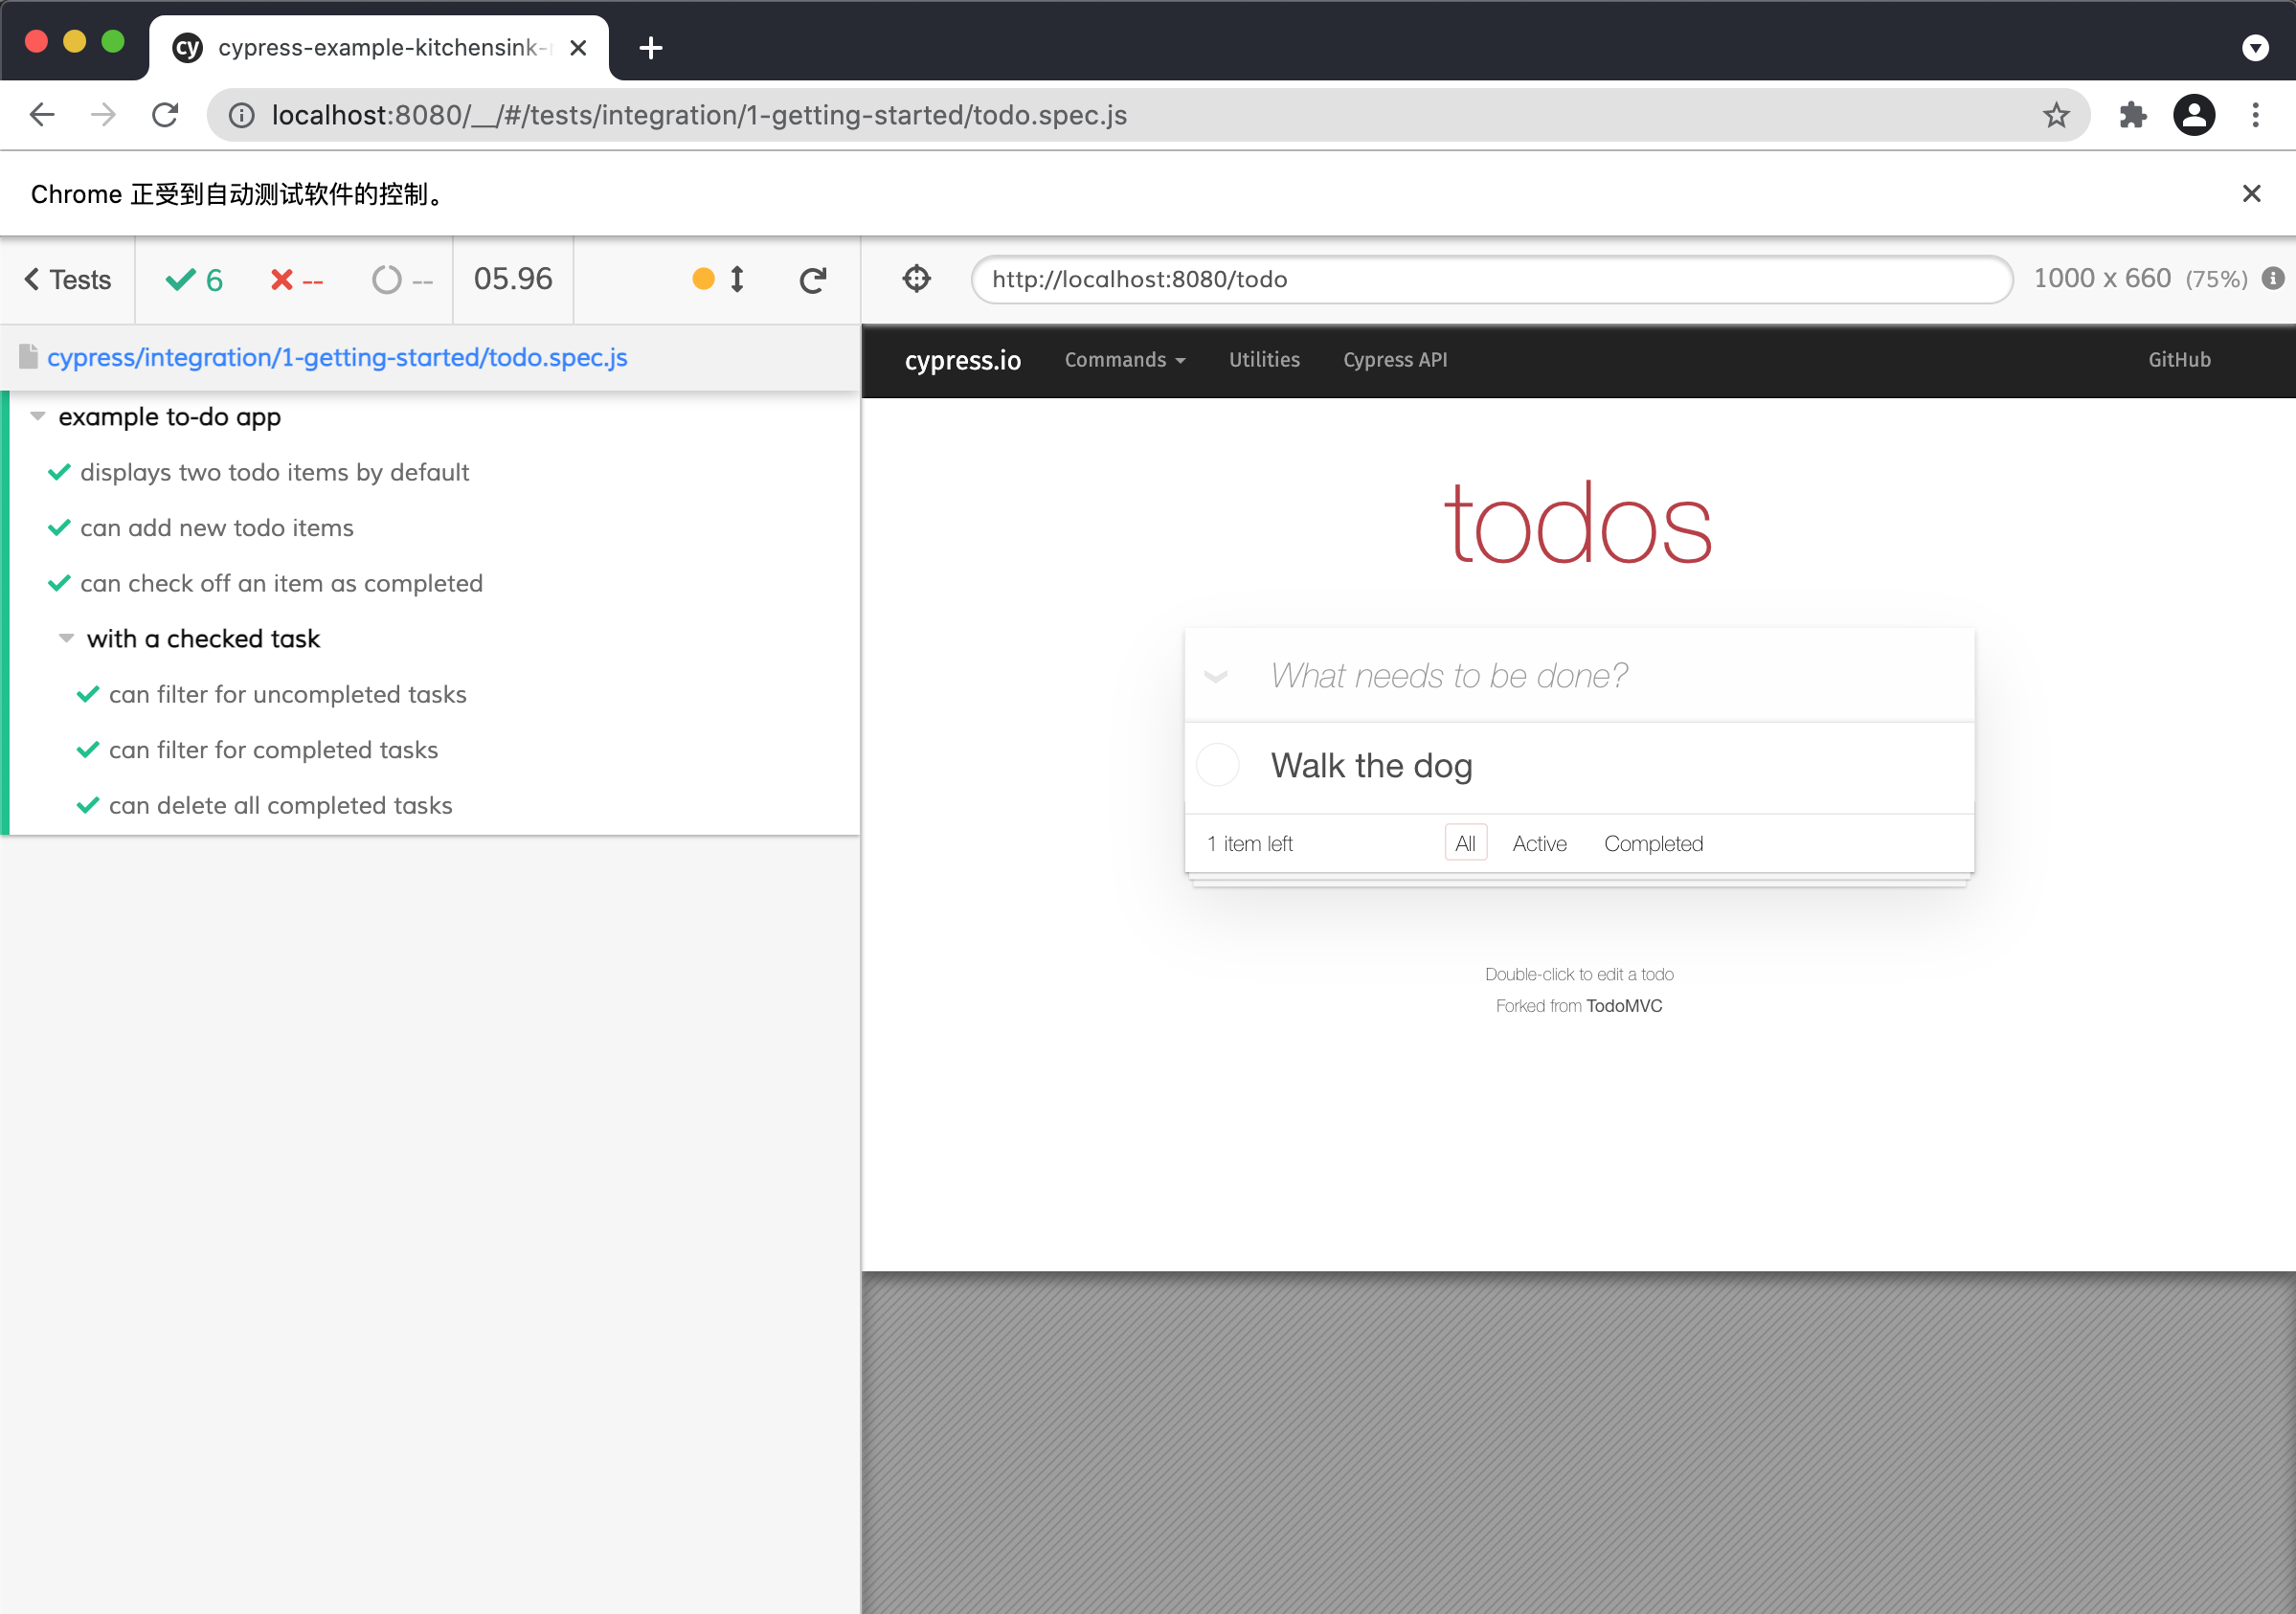 cy cypress-example-kitchensink-
localhost:8080/__/#/tests/integration/1-getting-started/todo.spec.js
Chrome 正受到自动测试软件的控制。
Tests 6 -- -- 05.96
http://localhost:8080/todo 1000 x 660 (75%)
cypress/integration/1-getting-started/todo.spec.js
example to-do app
displays two todo items by default
can add new todo items
can check off an item as completed
with a checked task
can filter for uncompleted tasks
can filter for completed tasks
can delete all completed tasks
cypress.io Commands Utilities Cypress API GitHub
todos
What needs to be done?
Walk the dog
1 item left All Active Completed
Double-click to edit a todo
Forked from TodoMVC